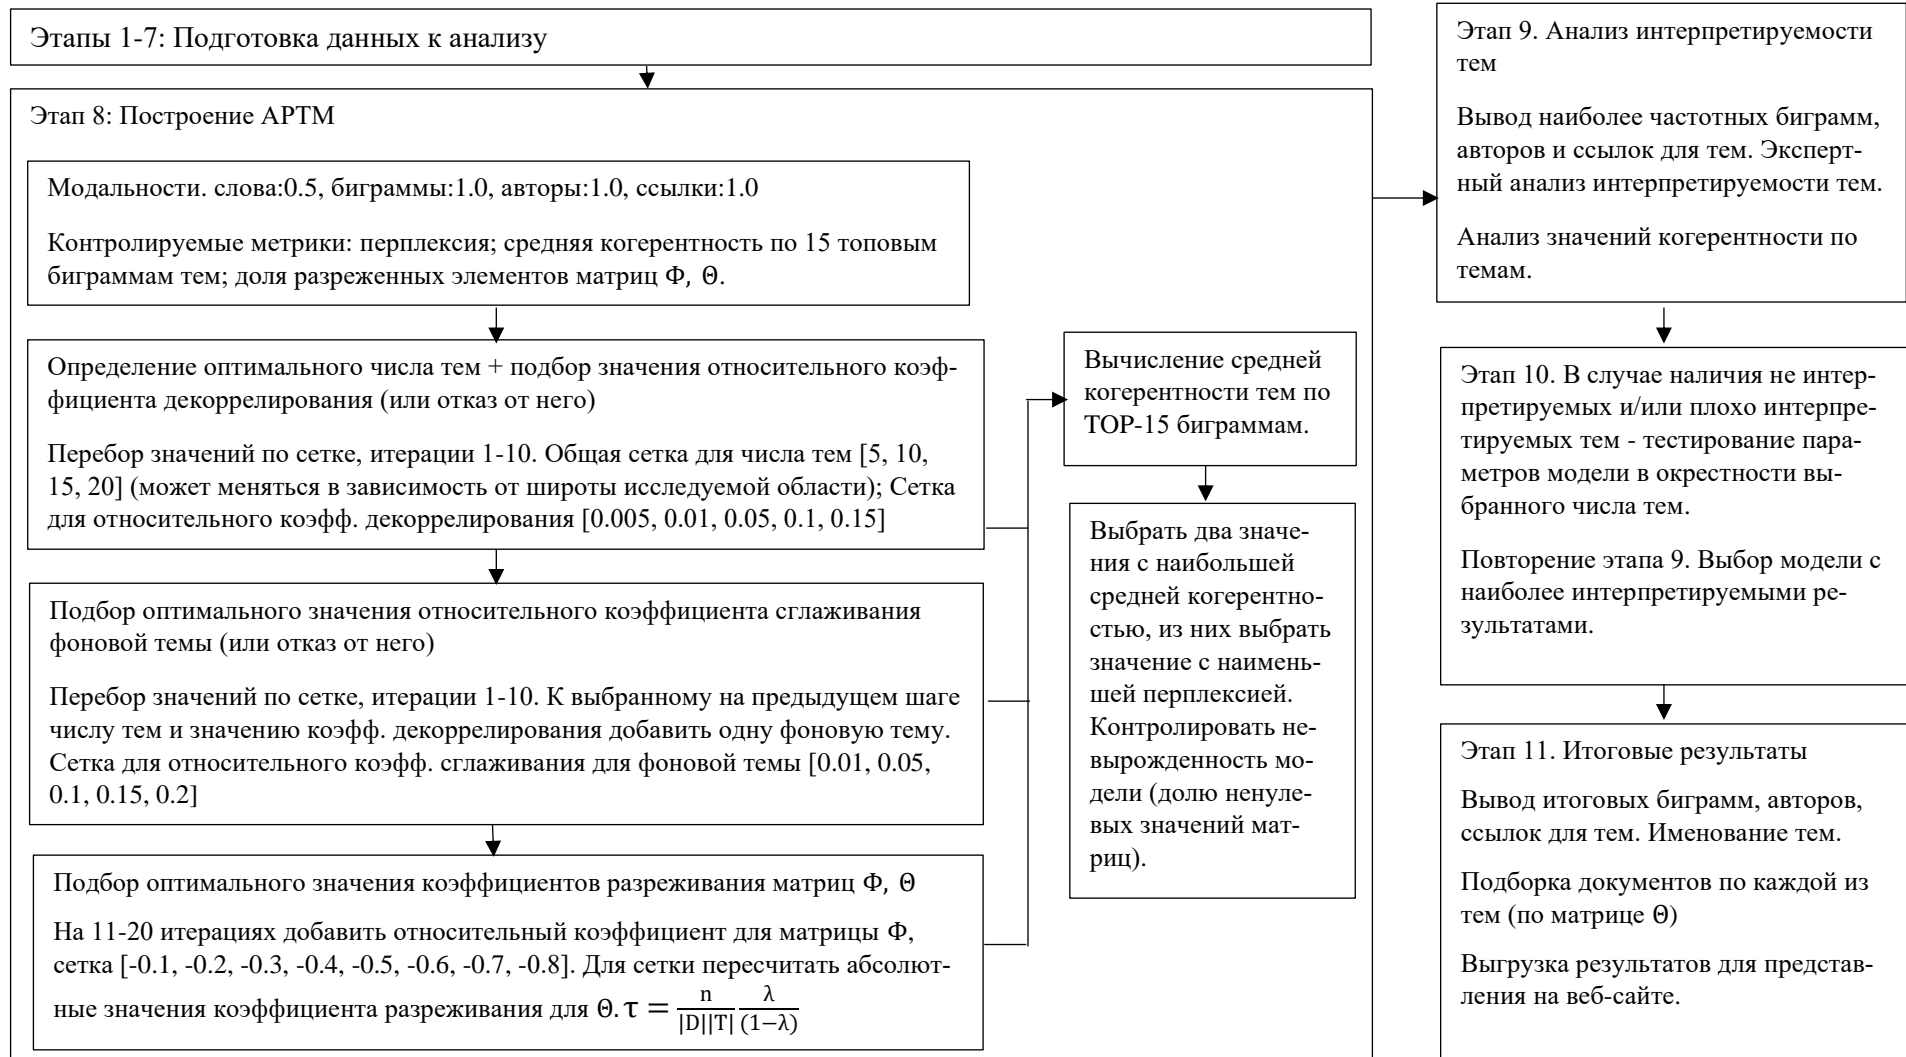 Этапы 1-7: Подготовка данных к анализу
Этап 8: Построение АРТМ
Модальности. слова:0.5, биграммы:1.0, авторы:1.0, ссылки:1.0
Контролируемые метрики: перплексия; средняя когерентность по 15 топовым
биграммам тем; доля разреженных элементов матриц Φ, Θ.
Определение оптимального числа тем + подбор значения относительного коэф-
фициента декоррелирования (или отказ от него)
Перебор значений по сетке, итерации 1-10. Общая сетка для числа тем [5, 10,
15, 20] (может меняться в зависимость от широты исследуемой области); Сетка
для относительного коэфф. декоррелирования [0.005, 0.01, 0.05, 0.1, 0.15]
Подбор оптимального значения относительного коэффициента сглаживания
фоновой темы (или отказ от него)
Перебор значений по сетке, итерации 1-10. К выбранному на предыдущем шаге
числу тем и значению коэфф. декоррелирования добавить одну фоновую тему.
Сетка для относительного коэфф. сглаживания для фоновой темы [0.01, 0.05,
0.1, 0.15, 0.2]
Подбор оптимального значения коэффициентов разреживания матриц Φ, Θ
На 11-20 итерациях добавить относительный коэффициент для матрицы Φ,
сетка [-0.1, -0.2, -0.3, -0.4, -0.5, -0.6, -0.7, -0.8]. Для сетки пересчитать абсолют-
ные значения коэффициента разреживания для Θ. τ = n/(|D||T|) λ/(1−λ)
Вычисление средней
когерентности тем по
TOP-15 биграммам.
Выбрать два значе-
ния с наибольшей
средней когерентно-
стью, из них выбрать
значение с наимень-
шей перплексией.
Контролировать не-
вырожденность мо-
дели (долю ненуле-
вых значений мат-
риц).
Этап 9. Анализ интерпретируемости
тем
Вывод наиболее частотных биграмм,
авторов и ссылок для тем. Эксперт-
ный анализ интерпретируемости тем.
Анализ значений когерентности по
темам.
Этап 10. В случае наличия не интер-
претируемых и/или плохо интерпре-
тируемых тем - тестирование пара-
метров модели в окрестности вы-
бранного числа тем.
Повторение этапа 9. Выбор модели с
наиболее интерпретируемыми ре-
зультатами.
Этап 11. Итоговые результаты
Вывод итоговых биграмм, авторов,
ссылок для тем. Именование тем.
Подборка документов по каждой из
тем (по матрице Θ)
Выгрузка результатов для представ-
ления на веб-сайте.